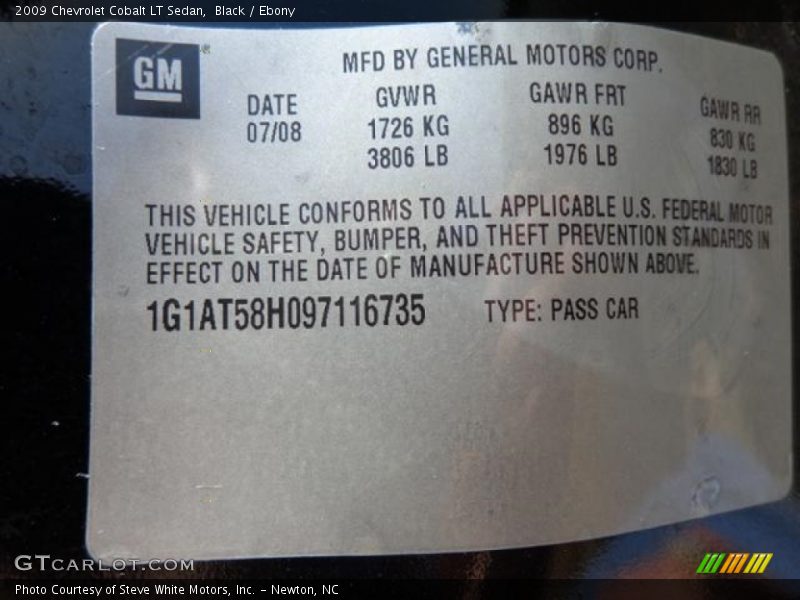 2009 Chevrolet Cobalt LT Sedan, Black / Ebony
GM
MFD BY GENERAL MOTORS CORP.
DATE GVWR GAWR FRT GAWR RR
07/08 1726 KG 896 KG 830 KG
3806 LB 1976 LB 1830 LB
THIS VEHICLE CONFORMS TO ALL APPLICABLE U.S. FEDERAL MOTOR
VEHICLE SAFETY, BUMPER, AND THEFT PREVENTION STANDARDS IN
EFFECT ON THE DATE OF MANUFACTURE SHOWN ABOVE.
1G1AT58H097116735 TYPE: PASS CAR
GTCARLOT.COM
Photo Courtesy of Steve White Motors, Inc. – Newton, NC